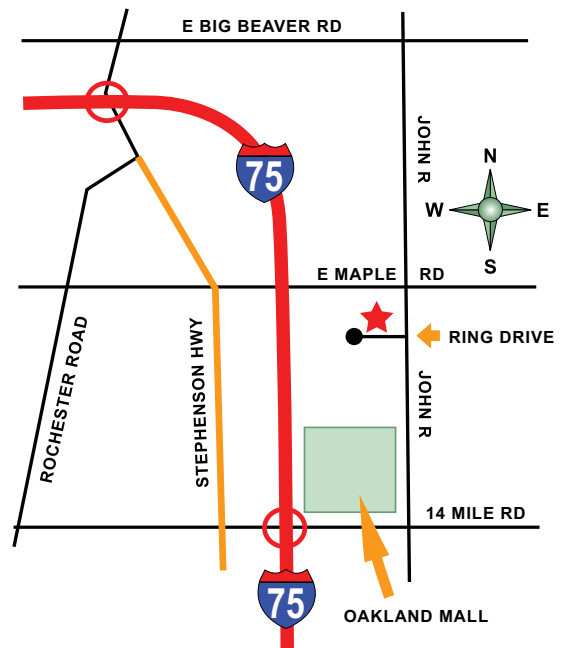 E BIG BEAVER RD
JOHN R
75
N
W
E
S
E MAPLE RD
RING DRIVE
ROCHESTER ROAD
STEPHENSON HWY
JOHN R
14 MILE RD
75
OAKLAND MALL